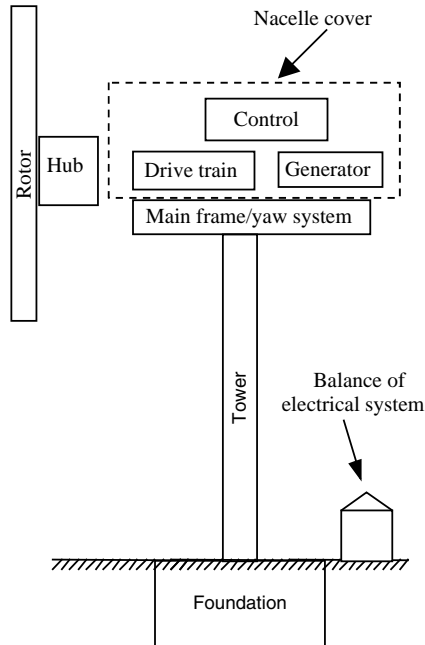 Nacelle cover
Control
Rotor
Hub
Drive train
Generator
Main frame/yaw system
Tower
Balance of
electrical system
Foundation